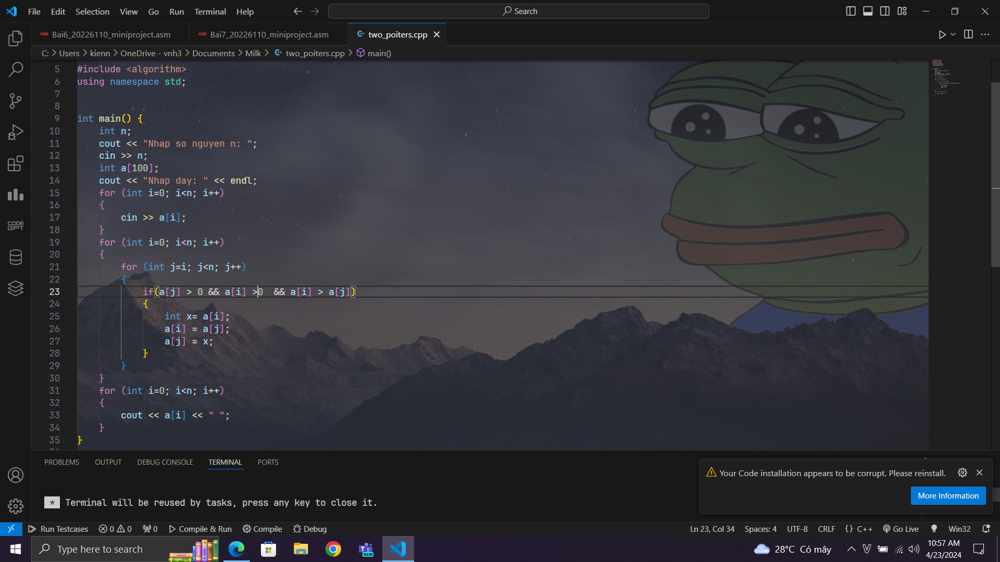 File Edit Selection View Go Run Terminal Help
Search
ASM Bai6_20226110_miniproject.asm ASM Bai7_20226110_miniproject.asm two_poiters.cpp
C: > Users > kienn > OneDrive - vnh3 > Documents > Milk > two_poiters.cpp > main()
5 #include <algorithm>
6 using namespace std;
7
8
9 int main() {
10 int n;
11 cout << "Nhap so nguyen n: ";
12 cin >> n;
13 int a[100];
14 cout << "Nhap day: " << endl;
15 for (int i=0; i<n; i++)
16 {
17 cin >> a[i];
18 }
19 for (int i=0; i<n; i++)
20 {
21 for (int j=i; j<n; j++)
22 {
23 if(a[j] > 0 && a[i] >0  && a[i] > a[j])
24 {
25 int x= a[i];
26 a[i] = a[j];
27 a[j] = x;
28 }
29 }
30 }
31 for (int i=0; i<n; i++)
32 {
33 cout << a[i] << " ";
34 }
35 }
CODE
GPT
PROBLEMS OUTPUT DEBUG CONSOLE TERMINAL PORTS
* Terminal will be reused by tasks, press any key to close it.
Your Code installation appears to be corrupt. Please reinstall.
More Information
Run Testcases 0 0 0 Compile & Run Compile Debug Ln 23, Col 34 Spaces: 4 UTF-8 CRLF {} C++ Go Live Win32
Type here to search NEW 28°C Có mây 10:57 AM
4/23/2024